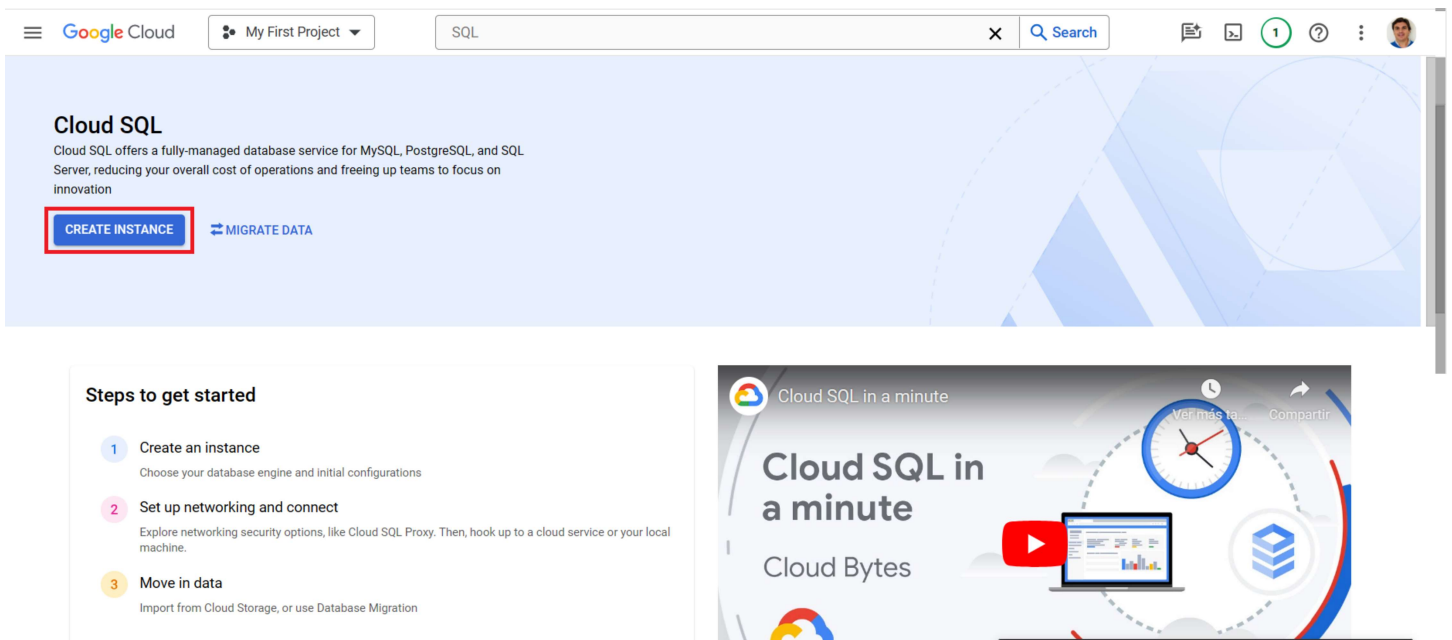 Google Cloud
My First Project
SQL
Search
1
Cloud SQL
Cloud SQL offers a fully-managed database service for MySQL, PostgreSQL, and SQL
Server, reducing your overall cost of operations and freeing up teams to focus on
innovation
CREATE INSTANCE
MIGRATE DATA
Steps to get started
1 Create an instance
Choose your database engine and initial configurations
2 Set up networking and connect
Explore networking security options, like Cloud SQL Proxy. Then, hook up to a cloud service or your local
machine.
3 Move in data
Import from Cloud Storage, or use Database Migration
Cloud SQL in a minute
Ver más ta...
Compartir
Cloud SQL in
a minute
Cloud Bytes